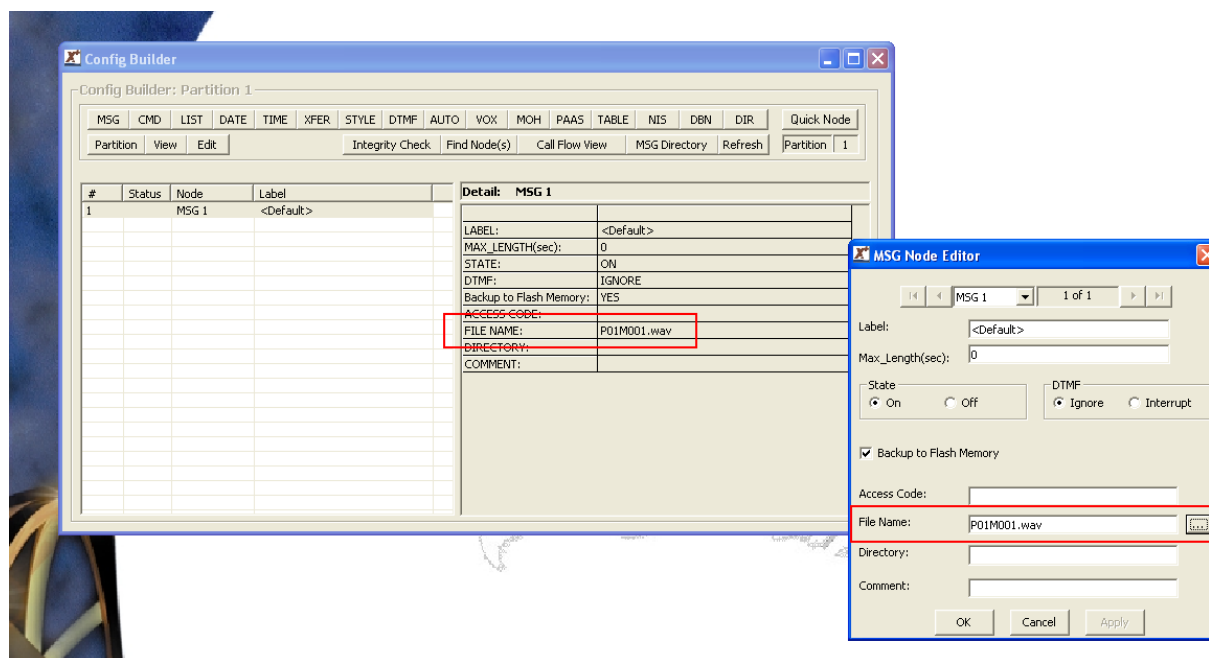 Config Builder
Config Builder: Partition 1
MSG CMD LIST DATE TIME XFER STYLE DTMF AUTO VOX MOH PAAS TABLE NIS DBN DIR Quick Node
Partition View Edit Integrity Check Find Node(s) Call Flow View MSG Directory Refresh Partition 1
# Status Node Label
1 MSG 1 <Default>
Detail: MSG 1
LABEL: <Default>
MAX_LENGTH(sec): 0
STATE: ON
DTMF: IGNORE
Backup to Flash Memory: YES
ACCESS CODE:
FILE NAME: P01M001.wav
DIRECTORY:
COMMENT:
MSG Node Editor
MSG 1 1 of 1
Label: <Default>
Max_Length(sec): 0
State DTMF
On Off Ignore Interrupt
Backup to Flash Memory
Access Code:
File Name: P01M001.wav ...
Directory:
Comment:
OK Cancel Apply